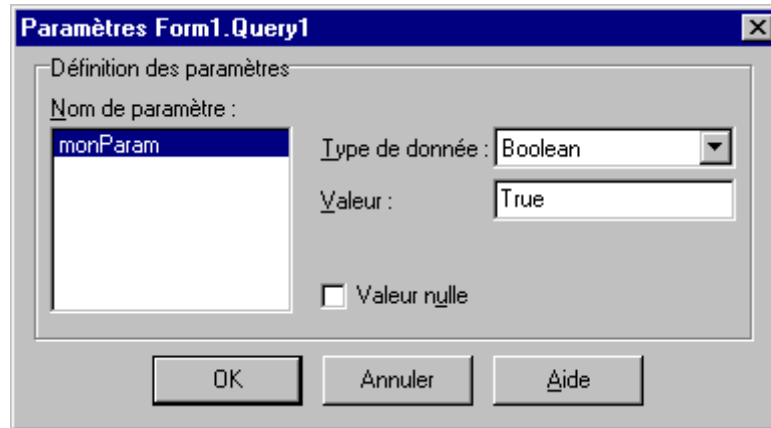 Paramètres Form1.Query1
Définition des paramètres
Nom de paramètre :
monParam
Type de donnée : Boolean
Valeur : True
Valeur nulle
OK Annuler Aide